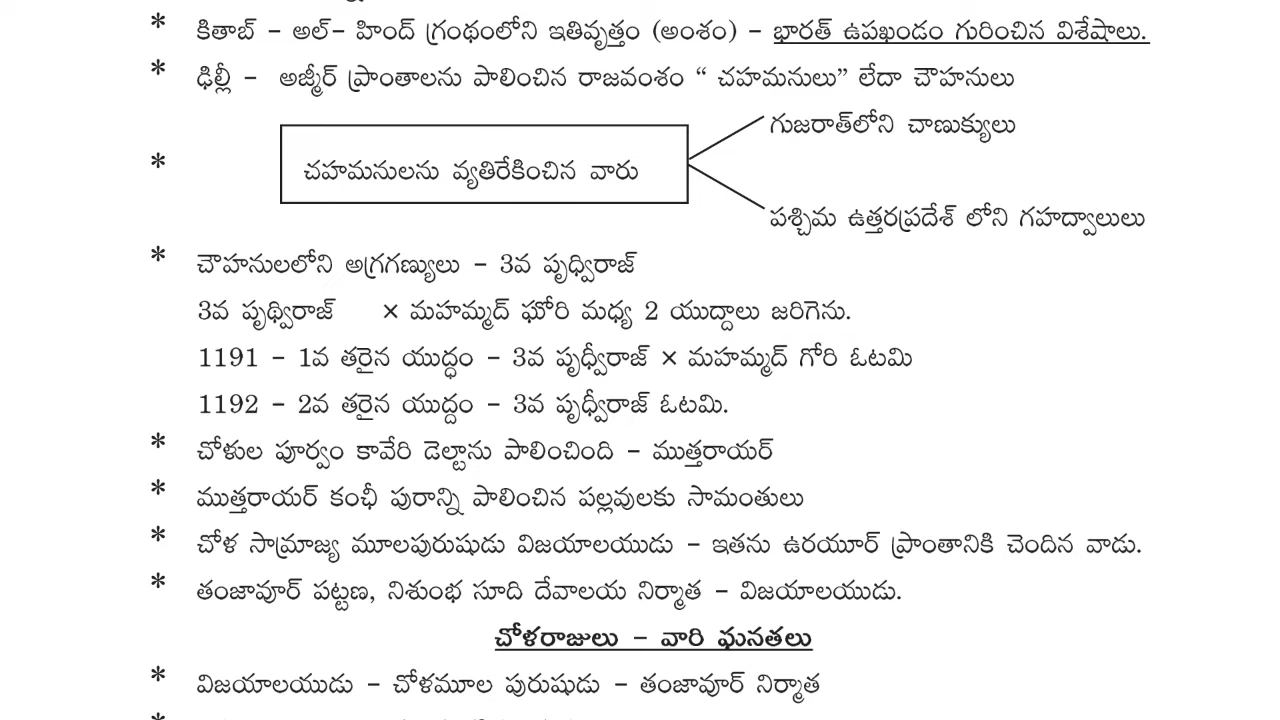 * కితాబ్ - అల్- హింద్ గ్రంథంలోని ఇతివృత్తం (అంశం) - భారత్ ఉపఖండం గురించిన విశేషాలు.
* ఢిల్లీ - అజ్మీర్ ప్రాంతాలను పాలించిన రాజవంశం “ చహమనులు” లేదా చౌహనులు
గుజరాత్‌లోని చాణుక్యులు
* చహమనులను వ్యతిరేకించిన వారు
పశ్చిమ ఉత్తరప్రదేశ్ లోని గహద్వాలులు
* చౌహనులలోని అగ్రగణ్యులు - 3వ పృధ్విరాజ్
3వ పృథ్విరాజ్ × మహమ్మద్ ఘోరి మధ్య 2 యుద్దాలు జరిగెను.
1191 - 1వ తరైన యుద్ధం - 3వ పృధ్వీరాజ్ × మహమ్మద్ గోరి ఓటమి
1192 - 2వ తరైన యుద్దం - 3వ పృధ్వీరాజ్ ఓటమి.
* చోళుల పూర్వం కావేరి డెల్టాను పాలించింది - ముత్తరాయర్
* ముత్తరాయర్ కంఛీ పురాన్ని పాలించిన పల్లవులకు సామంతులు
* చోళ సామ్రాజ్య మూలపురుషుడు విజయాలయుడు - ఇతను ఉరయూర్ ప్రాంతానికి చెందిన వాడు.
* తంజావూర్ పట్టణ, నిశుంభ సూది దేవాలయ నిర్మాత - విజయాలయుడు.
చోళరాజులు - వారి ఘనతలు
* విజయాలయుడు - చోళమూల పురుషుడు - తంజావూర్ నిర్మాత